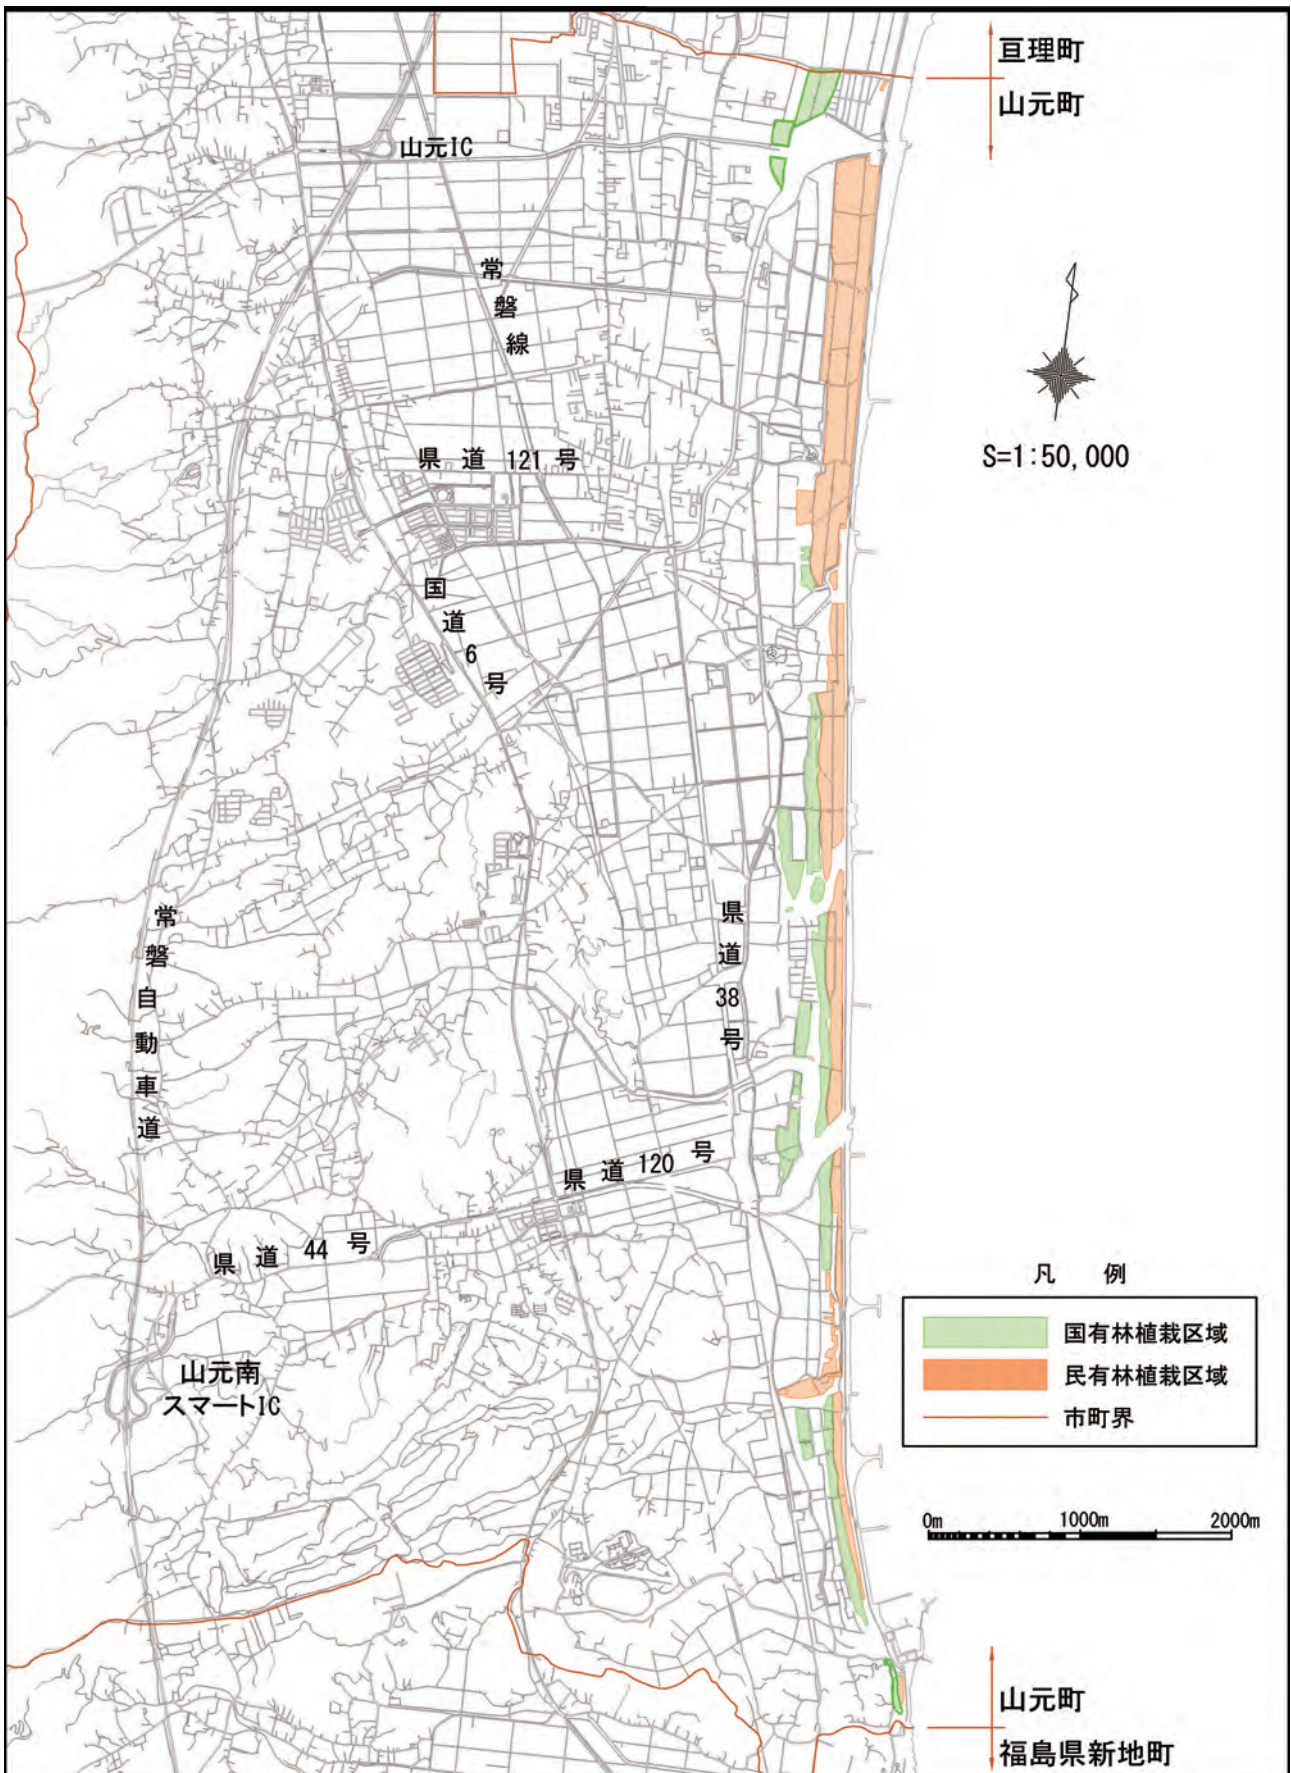 亘理町
山元町
山元IC
常磐線
S=1:50,000
県道 121 号
国道6号
県道38号
常磐自動車道
県道 120 号
県道 44 号
山元南
スマートIC
凡 例
国有林植栽区域
民有林植栽区域
市町界
0m 1000m 2000m
山元町
福島県新地町